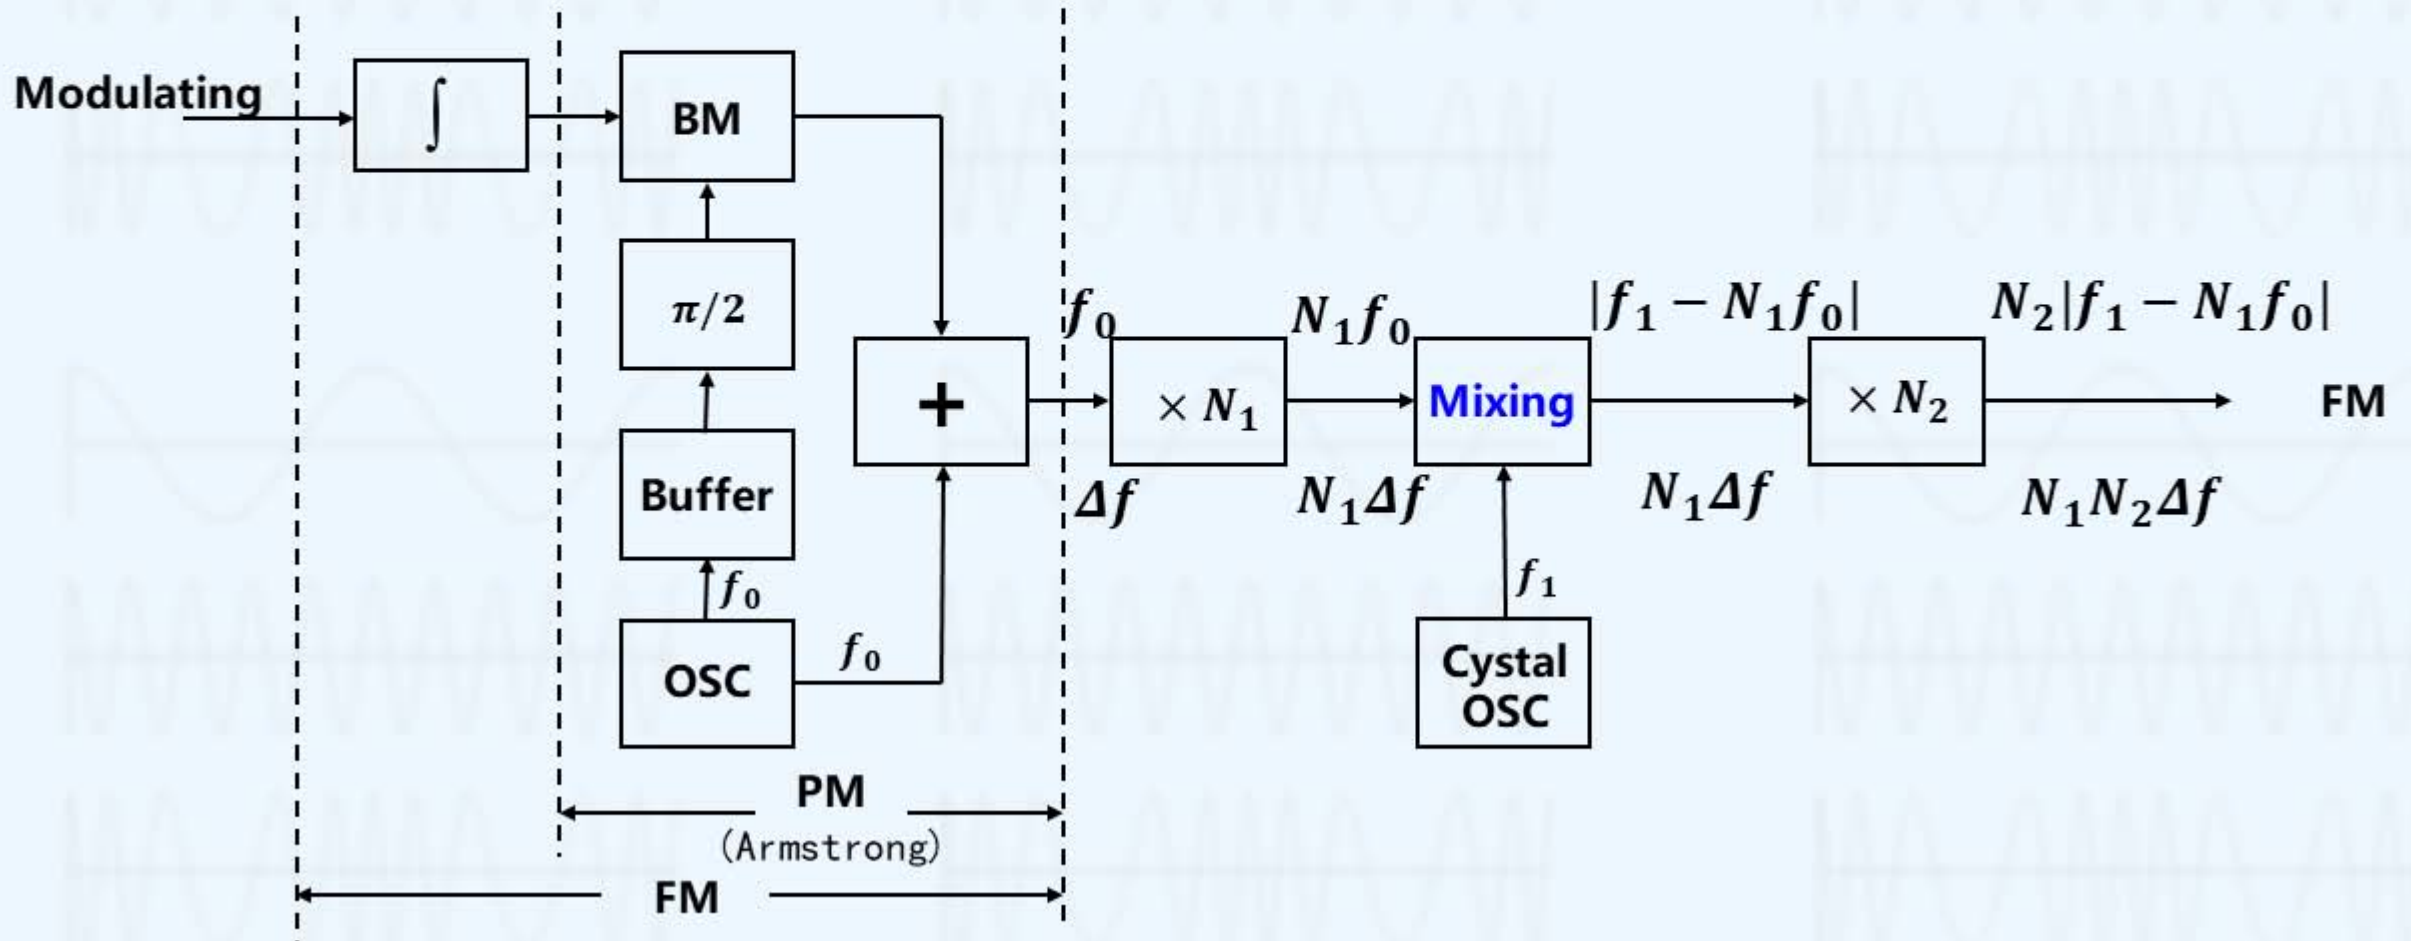 Modulating
∫
BM
π/2
Buffer
f₀
OSC
f₀
+
f₀
Δf
× N₁
N₁f₀
N₁Δf
Mixing
f₁
Cystal
OSC
|f₁ − N₁f₀|
N₁Δf
× N₂
N₂|f₁ − N₁f₀|
N₁N₂Δf
FM
PM
(Armstrong)
FM